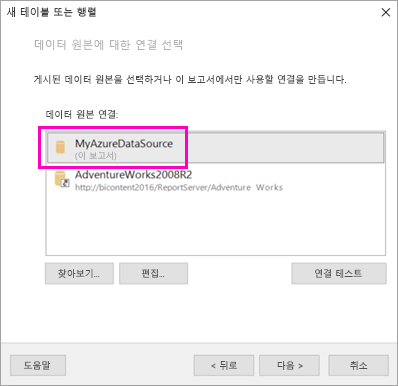 새 테이블 또는 행렬
데이터 원본에 대한 연결 선택
게시된 데이터 원본을 선택하거나 이 보고서에서만 사용할 연결을 만듭니다.
데이터 원본 연결:
MyAzureDataSource
(이 보고서)
AdventureWorks2008R2
http://bicontent2016/ReportServer/Adventure Works
찾아보기... 편집... 연결 테스트
도움말 < 뒤로 다음 > 취소